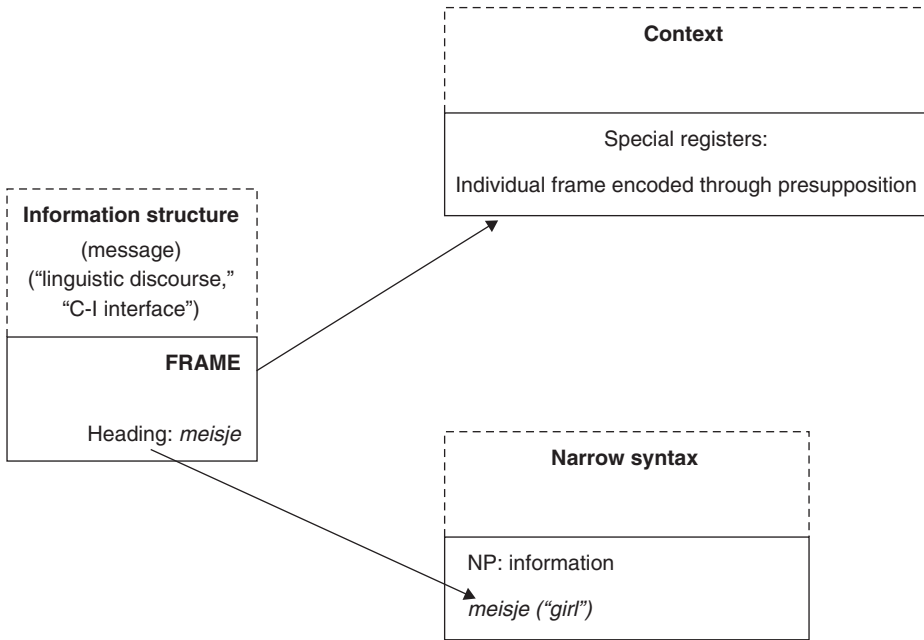 Context
Special registers:
Individual frame encoded through presupposition
Information structure
(message)
(“linguistic discourse,”
“C-I interface”)
FRAME
Heading: meisje
Narrow syntax
NP: information
meisje (“girl”)